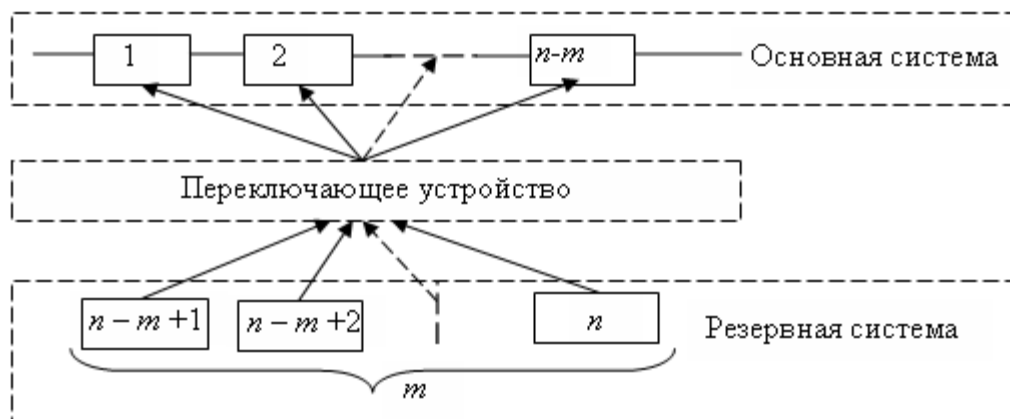 1 2 n-m Основная система
Переключающее устройство
n – m +1 n – m +2 n Резервная система
m